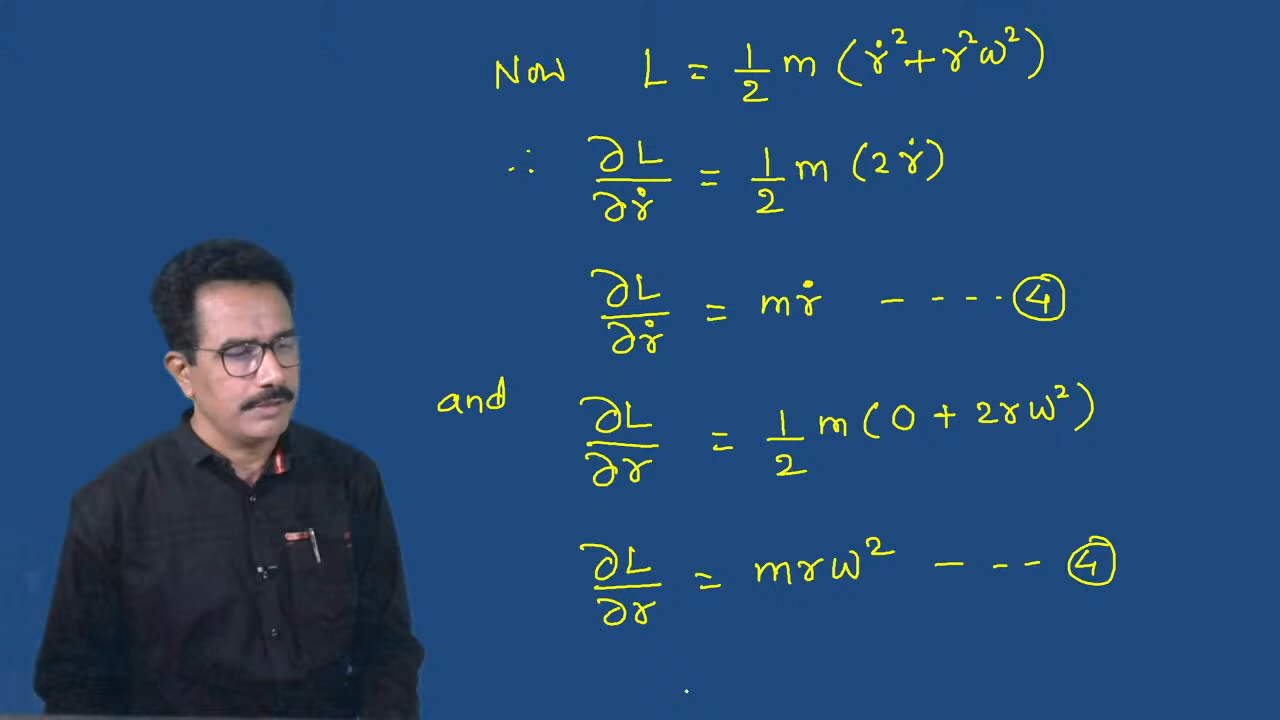 Now L = 1/2 m (ṙ² + r²ω²)
∴ ∂L/∂ṙ = 1/2 m (2ṙ)
∂L/∂ṙ = mṙ - - - - - ④
and ∂L/∂r = 1/2 m (0 + 2rω²)
∂L/∂r = mrω² - - - - ④